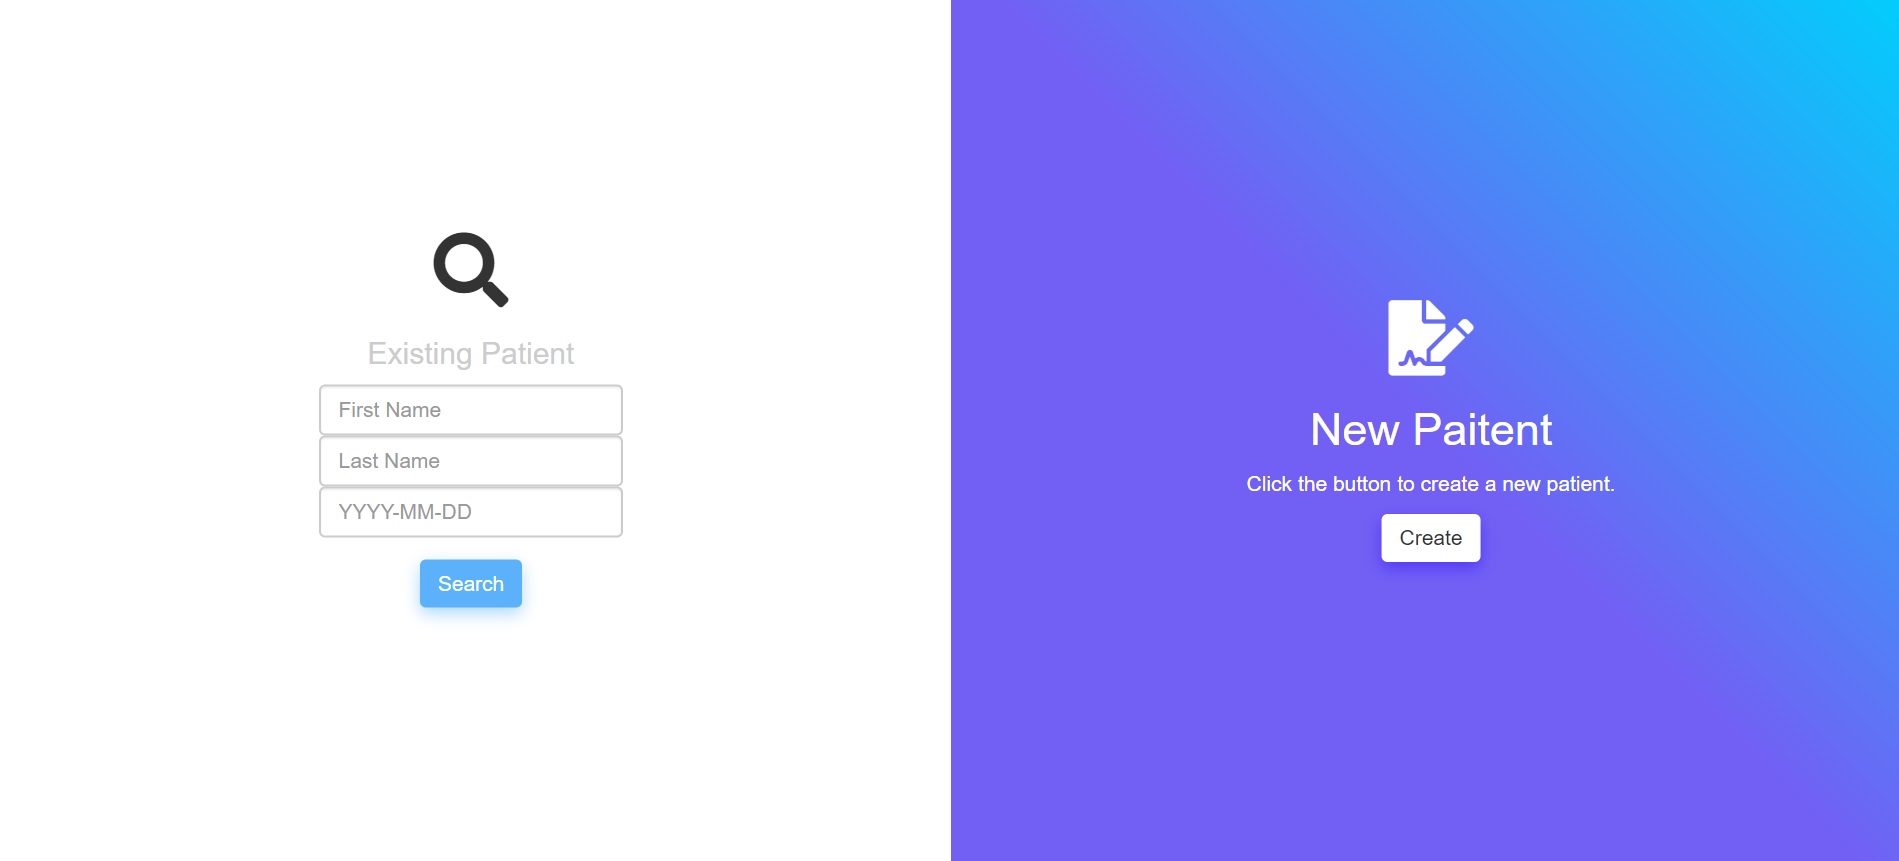 Existing Patient
First Name
Last Name
YYYY-MM-DD
Search
New Paitent
Click the button to create a new patient.
Create